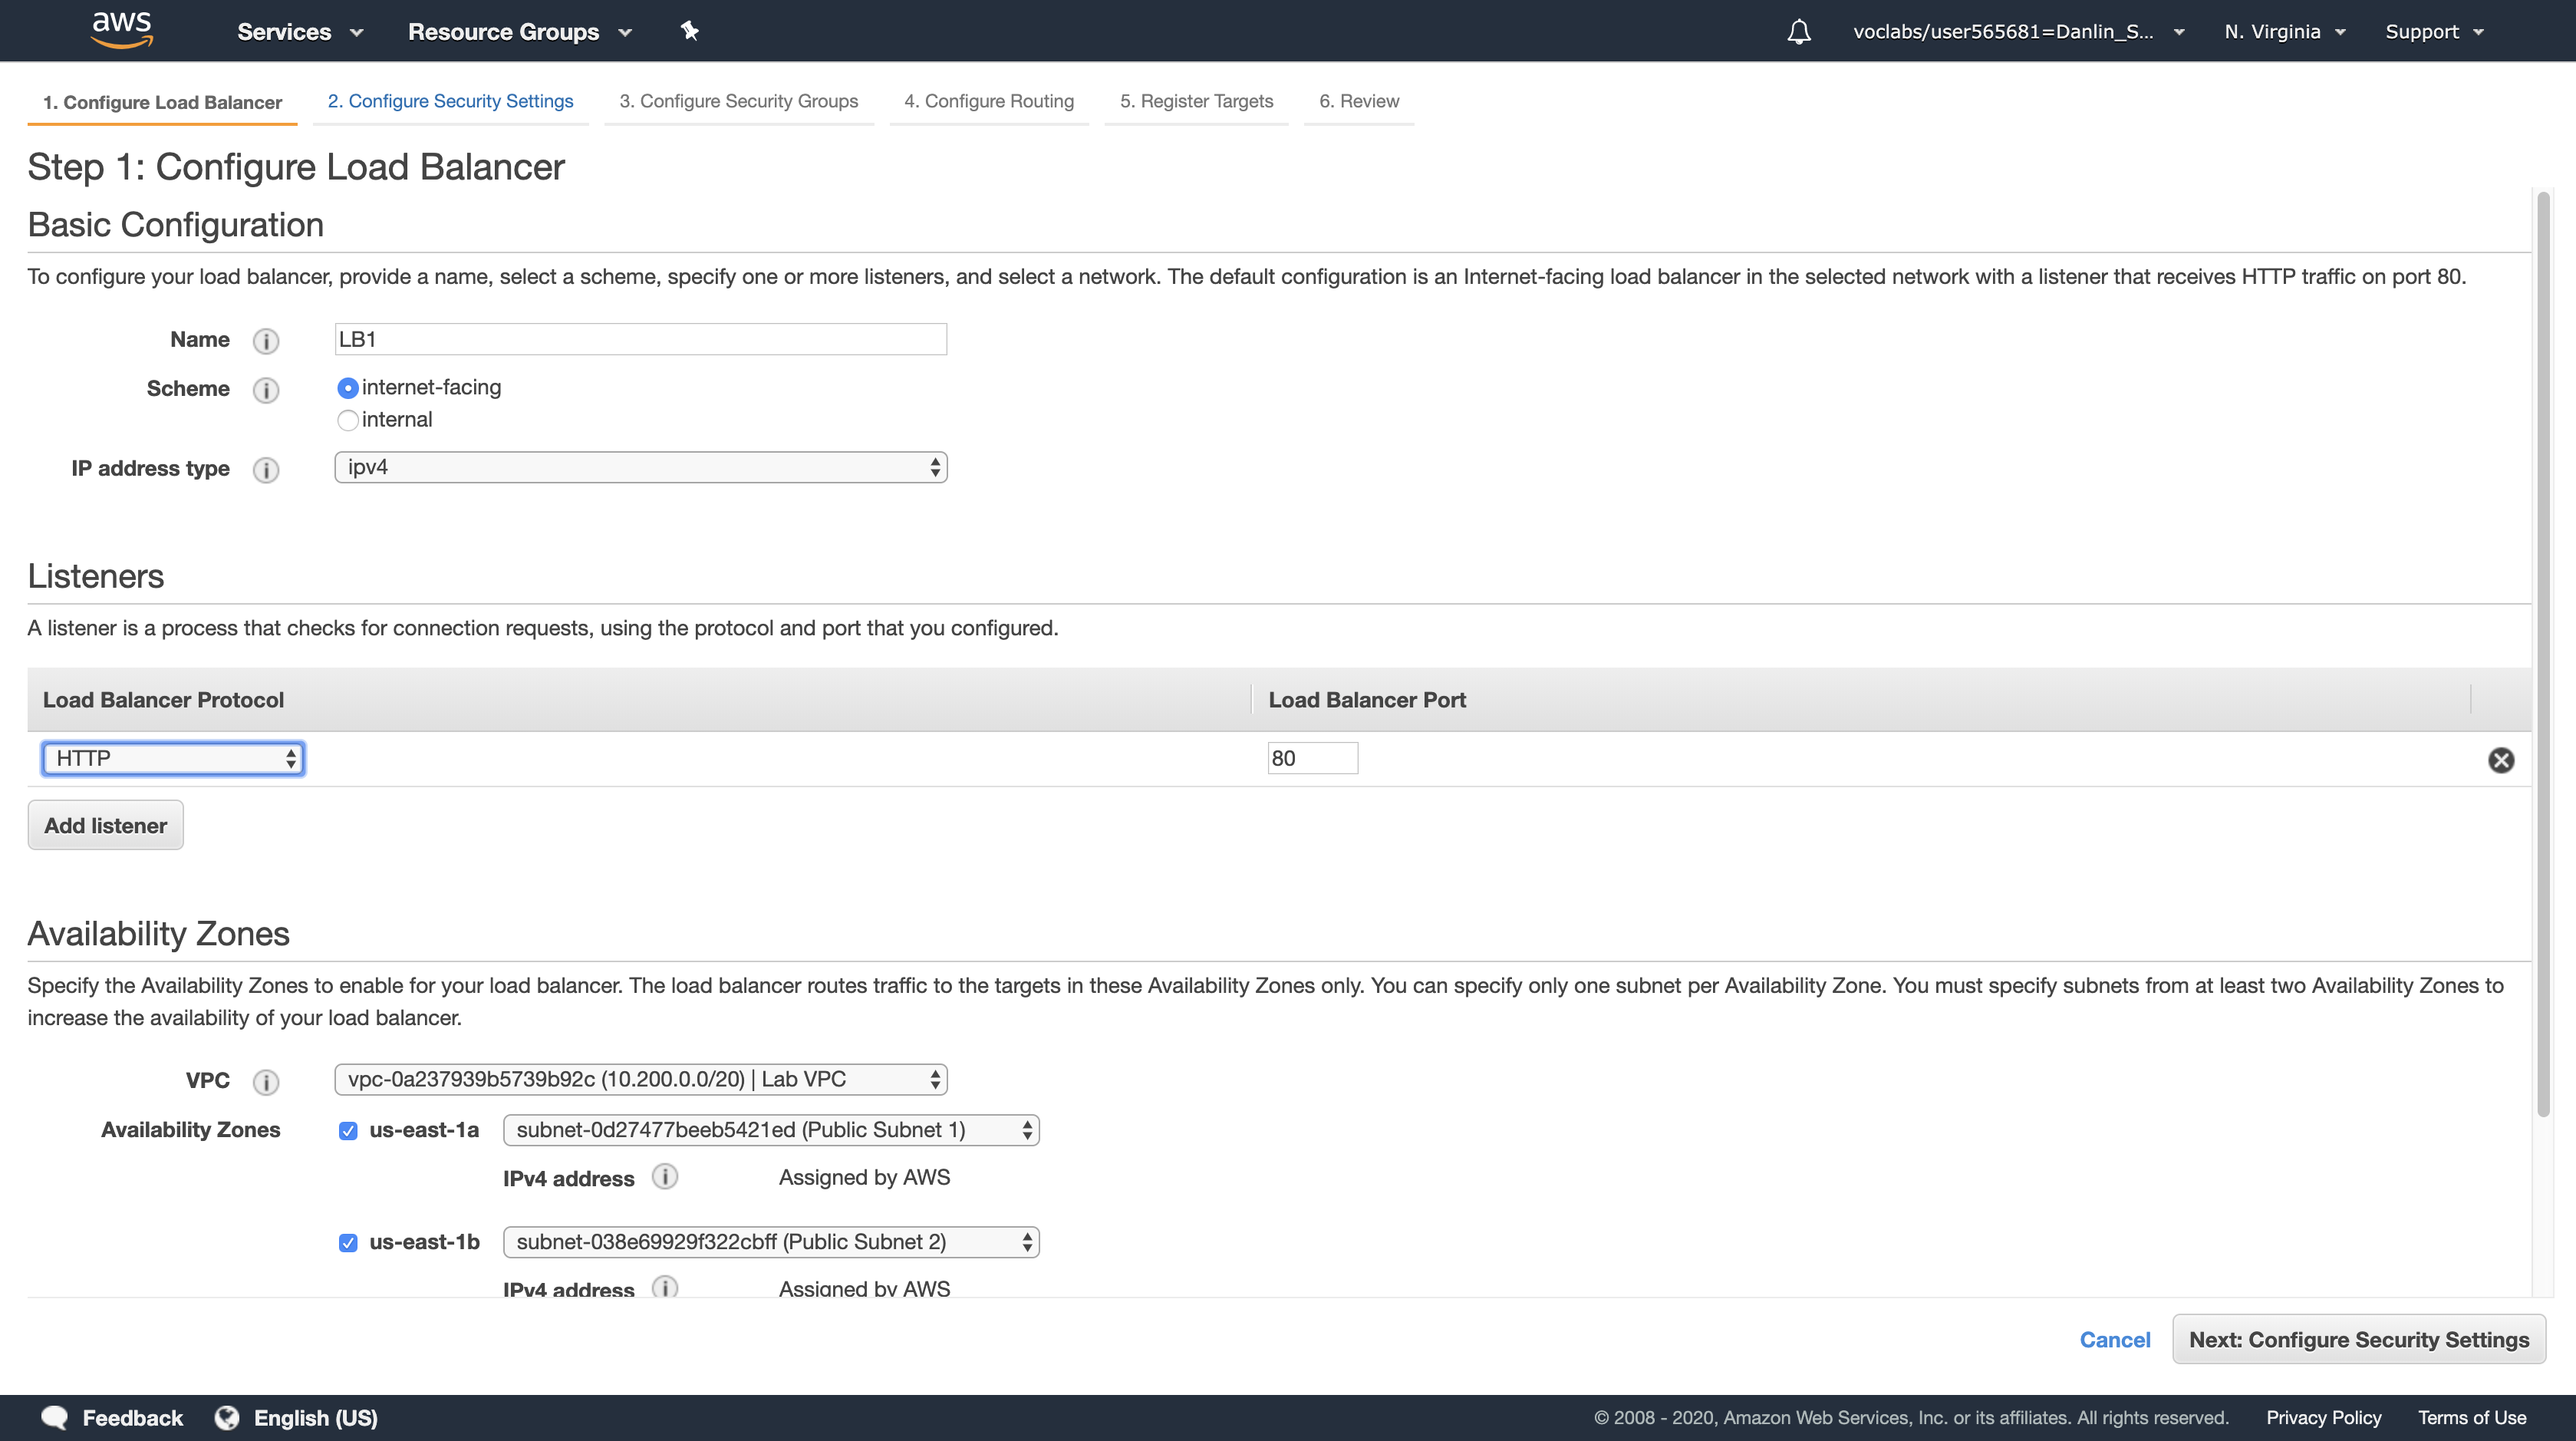 aws Services Resource Groups voclabs/user565681=Danlin_S... N. Virginia Support
1. Configure Load Balancer 2. Configure Security Settings 3. Configure Security Groups 4. Configure Routing 5. Register Targets 6. Review
Step 1: Configure Load Balancer
Basic Configuration
To configure your load balancer, provide a name, select a scheme, specify one or more listeners, and select a network. The default configuration is an Internet-facing load balancer in the selected network with a listener that receives HTTP traffic on port 80.
Name LB1
Scheme internet-facing
internal
IP address type ipv4
Listeners
A listener is a process that checks for connection requests, using the protocol and port that you configured.
Load Balancer Protocol Load Balancer Port
HTTP 80
Add listener
Availability Zones
Specify the Availability Zones to enable for your load balancer. The load balancer routes traffic to the targets in these Availability Zones only. You can specify only one subnet per Availability Zone. You must specify subnets from at least two Availability Zones to
increase the availability of your load balancer.
VPC vpc-0a237939b5739b92c (10.200.0.0/20) | Lab VPC
Availability Zones us-east-1a subnet-0d27477beeb5421ed (Public Subnet 1)
IPv4 address Assigned by AWS
us-east-1b subnet-038e69929f322cbff (Public Subnet 2)
IPv4 address Assigned by AWS
Cancel Next: Configure Security Settings
Feedback English (US) © 2008 - 2020, Amazon Web Services, Inc. or its affiliates. All rights reserved. Privacy Policy Terms of Use